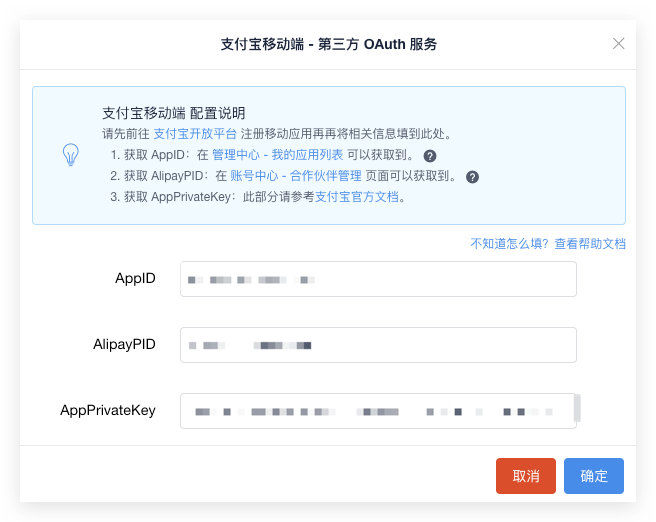 支付宝移动端 - 第三方 OAuth 服务
支付宝移动端 配置说明
请先前往 支付宝开放平台 注册移动应用再再将相关信息填到此处。
1. 获取 AppID：在 管理中心 - 我的应用列表 可以获取到。
2. 获取 AlipayPID：在 账号中心 - 合作伙伴管理 页面可以获取到。
3. 获取 AppPrivateKey：此部分请参考支付宝官方文档。
不知道怎么填？查看帮助文档
AppID
AlipayPID
AppPrivateKey
取消 确定